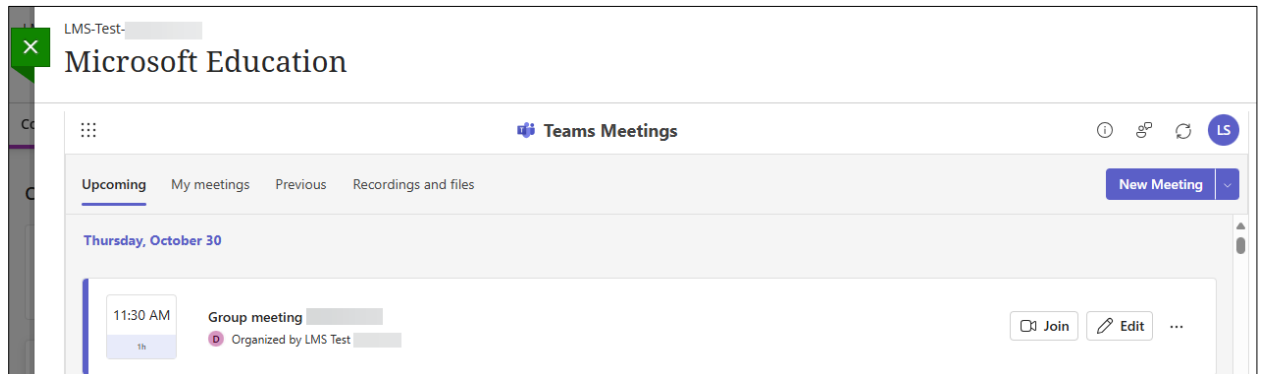 LMS-Test-
Microsoft Education
Teams Meetings
LS
Upcoming My meetings Previous Recordings and files
New Meeting
Thursday, October 30
11:30 AM
1h
Group meeting
D Organized by LMS Test
Join Edit